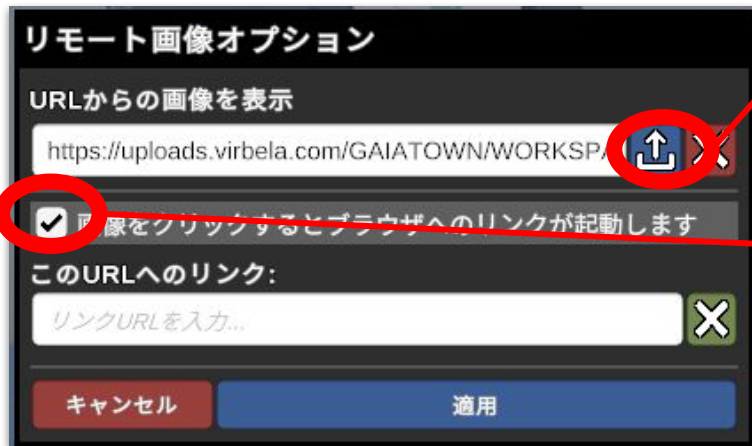 リモート画像オプション
URLからの画像を表示
https://uploads.virbela.com/GAIATOWN/WORKSPA
画像をクリックするとブラウザへのリンクが起動します
このURLへのリンク:
リンクURLを入力...
キャンセル 適用